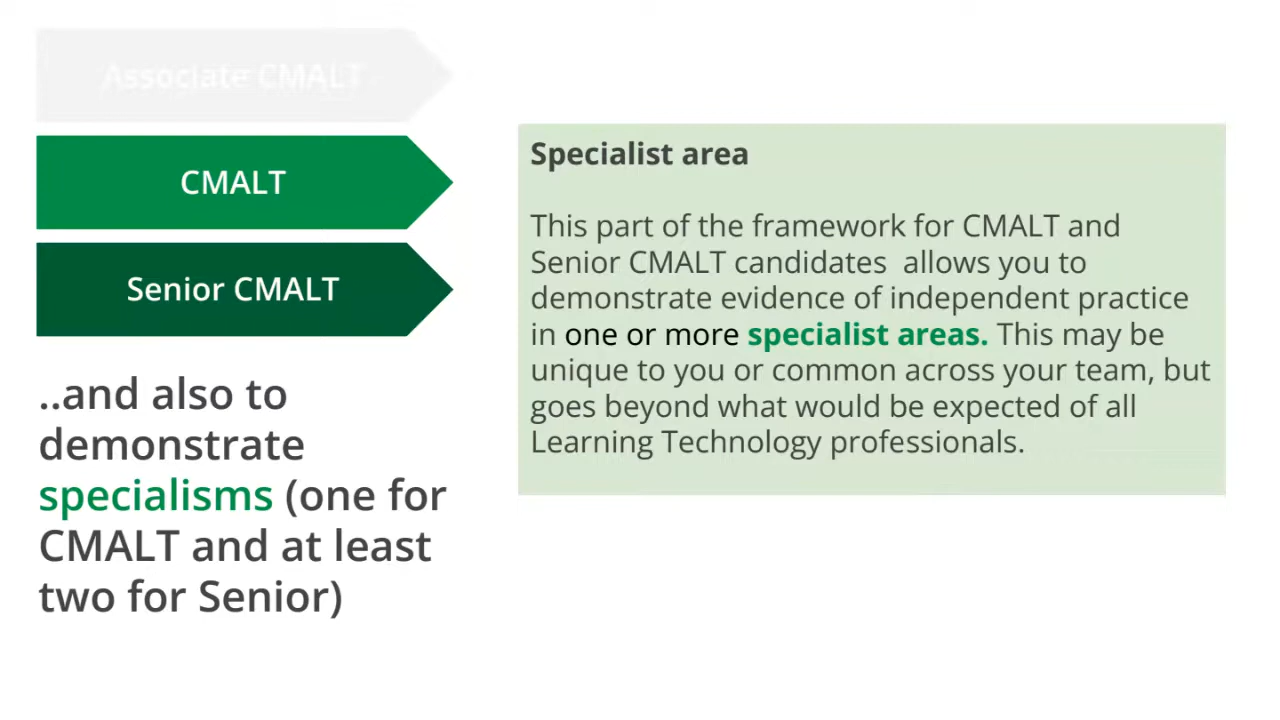 Associate CMALT
CMALT
Senior CMALT
..and also to
demonstrate
specialisms (one for
CMALT and at least
two for Senior)
Specialist area
This part of the framework for CMALT and
Senior CMALT candidates  allows you to
demonstrate evidence of independent practice
in one or more specialist areas. This may be
unique to you or common across your team, but
goes beyond what would be expected of all
Learning Technology professionals.